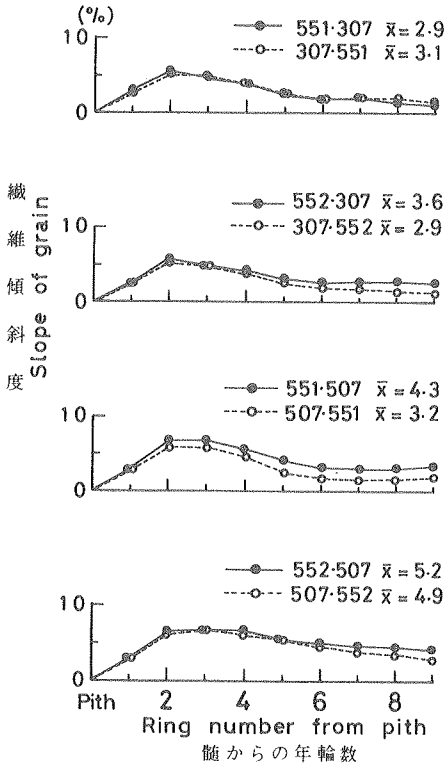 (%)
551·307 x̄=2.9
307·551 x̄=3.1
10
0
552·307 x̄=3.6
307·552 x̄=2.9
10
0
繊維傾斜度
Slope of grain
551·507 x̄=4.3
507·551 x̄=3.2
10
0
552·507 x̄=5.2
507·552 x̄=4.9
10
0
Pith 2 4 6 8
Ring number from pith
髄からの年輪数